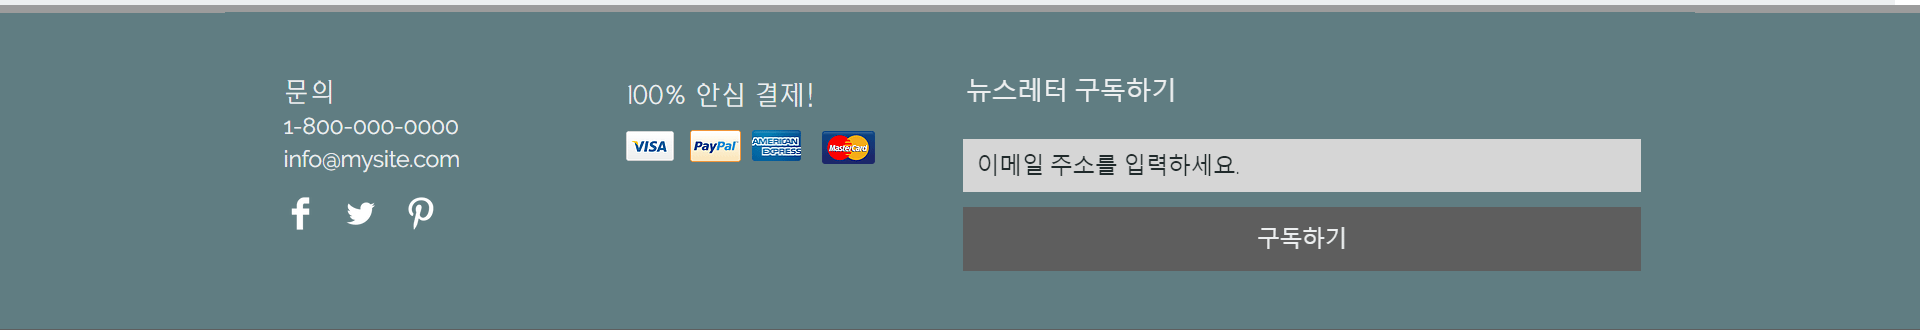 문의
1-800-000-0000
info@mysite.com
100% 안심 결제!
VISA PayPal AMERICAN EXPRESS MasterCard
뉴스레터 구독하기
이메일 주소를 입력하세요.
구독하기